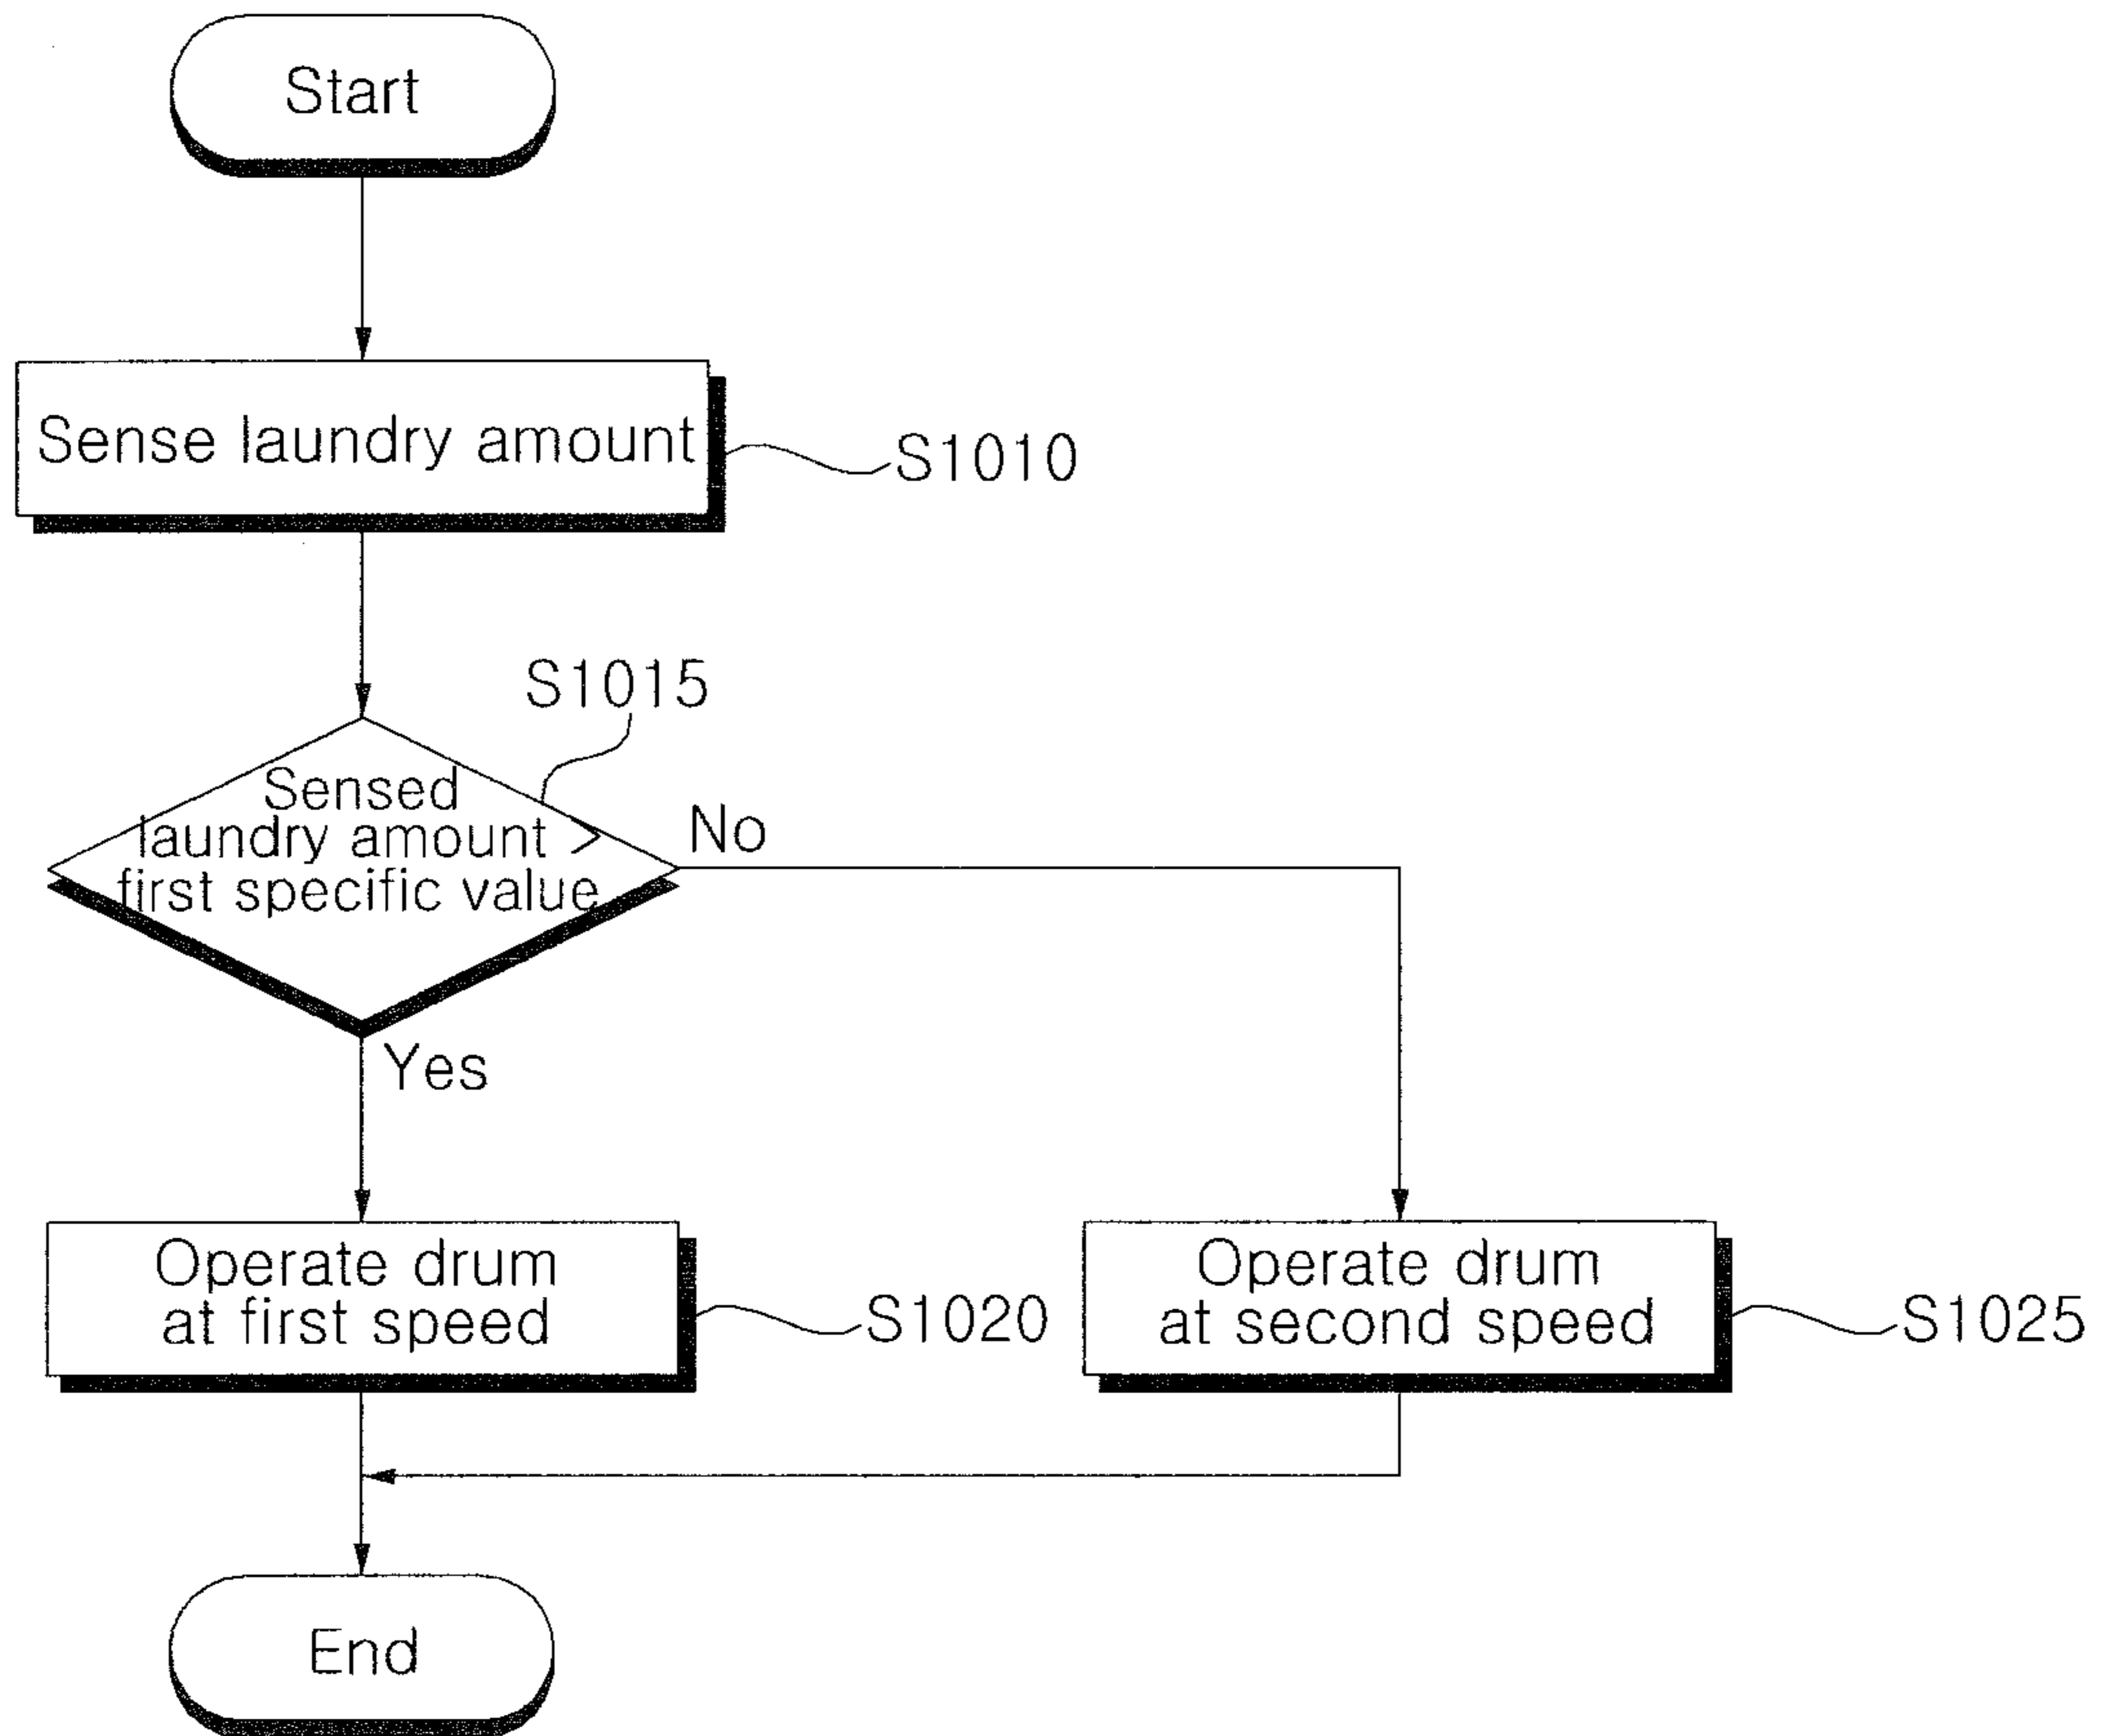 Start
Sense laundry amount
S1010
S1015
Sensed
laundry amount >
first specific value
No
Yes
Operate drum
at first speed
S1020
Operate drum
at second speed
S1025
End